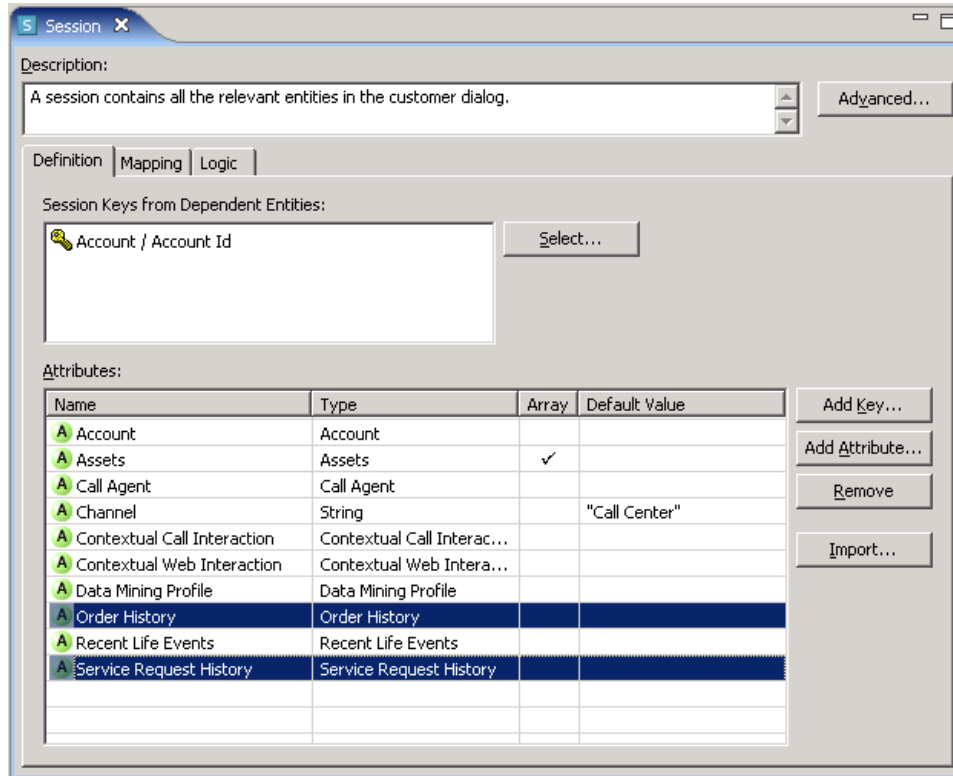 S Session X
Description:
A session contains all the relevant entities in the customer dialog.
Advanced...
Definition Mapping Logic
Session Keys from Dependent Entities:
Account / Account Id
Select...
Attributes:
Name Type Array Default Value
Add Key...
A Account Account
A Assets Assets ✓
Add Attribute...
A Call Agent Call Agent
Remove
A Channel String "Call Center"
A Contextual Call Interaction Contextual Call Interac...
Import...
A Contextual Web Interaction Contextual Web Intera...
A Data Mining Profile Data Mining Profile
A Order History Order History
A Recent Life Events Recent Life Events
A Service Request History Service Request History